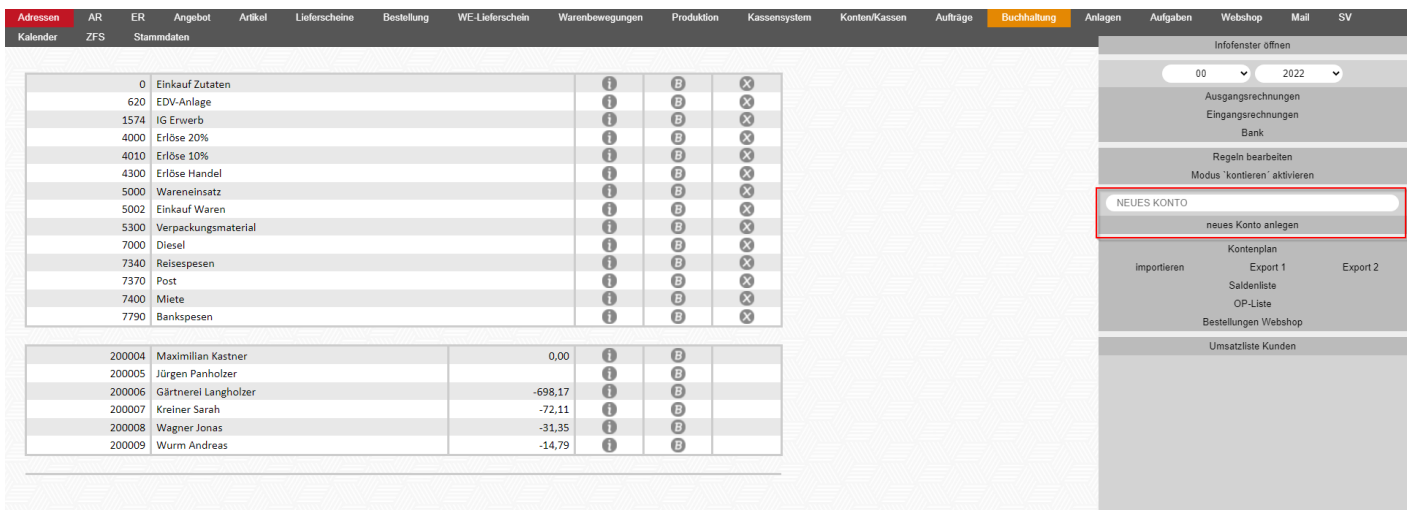 Adressen AR ER Angebot Artikel Lieferscheine Bestellung WE-Lieferschein Warenbewegungen Produktion Kassensystem Konten/Kassen Aufträge Buchhaltung Anlagen Aufgaben Webshop Mail SV
Kalender ZFS Stammdaten
0 Einkauf Zutaten
620 EDV-Anlage
1574 IG Erwerb
4000 Erlöse 20%
4010 Erlöse 10%
4300 Erlöse Handel
5000 Wareneinsatz
5002 Einkauf Waren
5300 Verpackungsmaterial
7000 Diesel
7340 Reisespesen
7370 Post
7400 Miete
7790 Bankspesen
200004 Maximilian Kastner 0,00
200005 Jürgen Panholzer
200006 Gärtnerei Langholzer -698,17
200007 Kreiner Sarah -72,11
200008 Wagner Jonas -31,35
200009 Wurm Andreas -14,79
Infofenster öffnen
00 2022
Ausgangsrechnungen
Eingangsrechnungen
Bank
Regeln bearbeiten
Modus `kontieren´ aktivieren
NEUES KONTO
neues Konto anlegen
Kontenplan
importieren Export 1 Export 2
Saldenliste
OP-Liste
Bestellungen Webshop
Umsatzliste Kunden